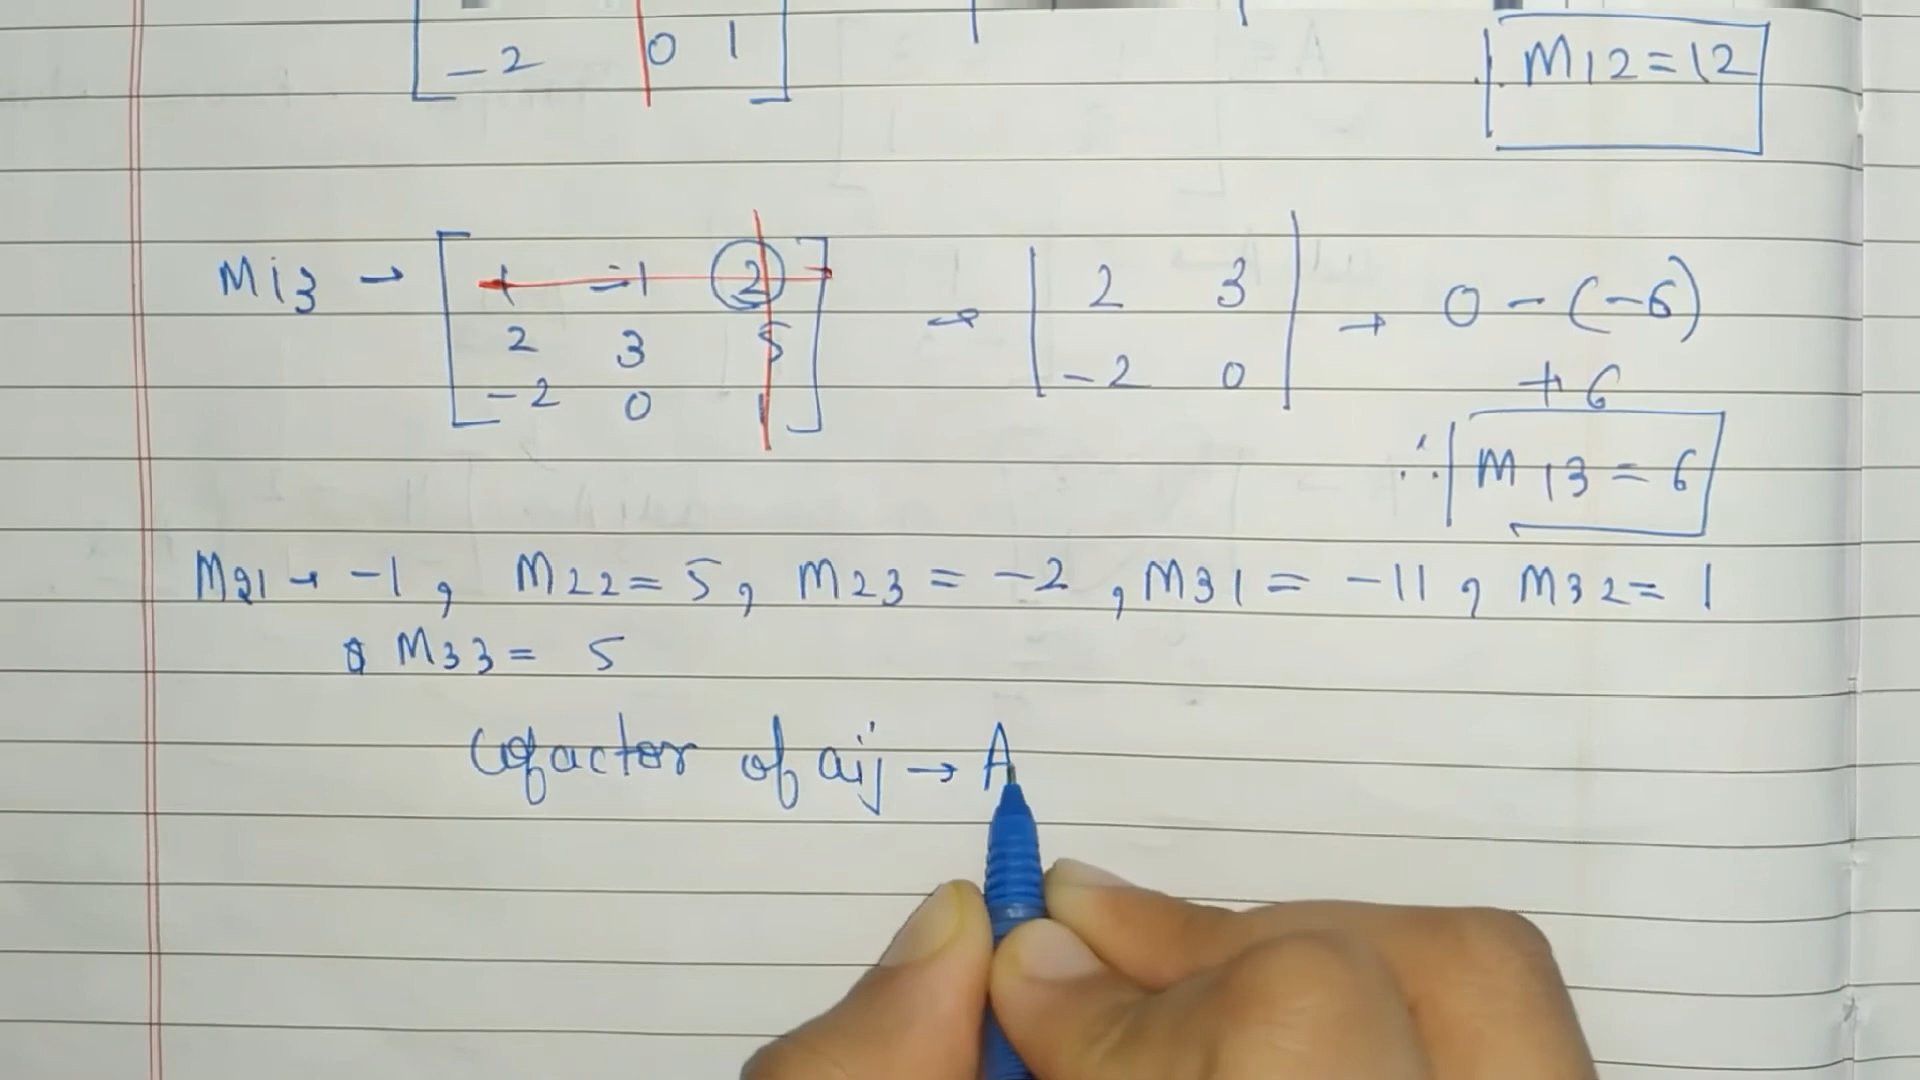 -2 0 1
M12=12
M13 → [ 1 -1 2 ] → | 2 3 | → 0-(-6)
2 3 5
-2 0 1
-2 0
+6
∴ M13 = 6
M21 → -1, M22= 5, M23 = -2, M31 = -11, M32= 1
M33= 5
Cofactor of aij → A